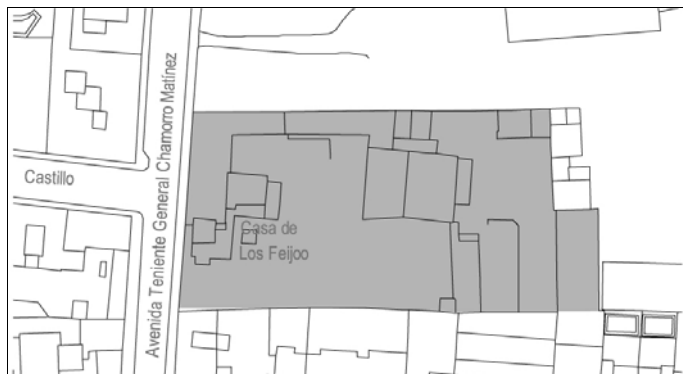 Castillo
Avenida Teniente General Chamorro Matínez
Casa de
Los Feijoo